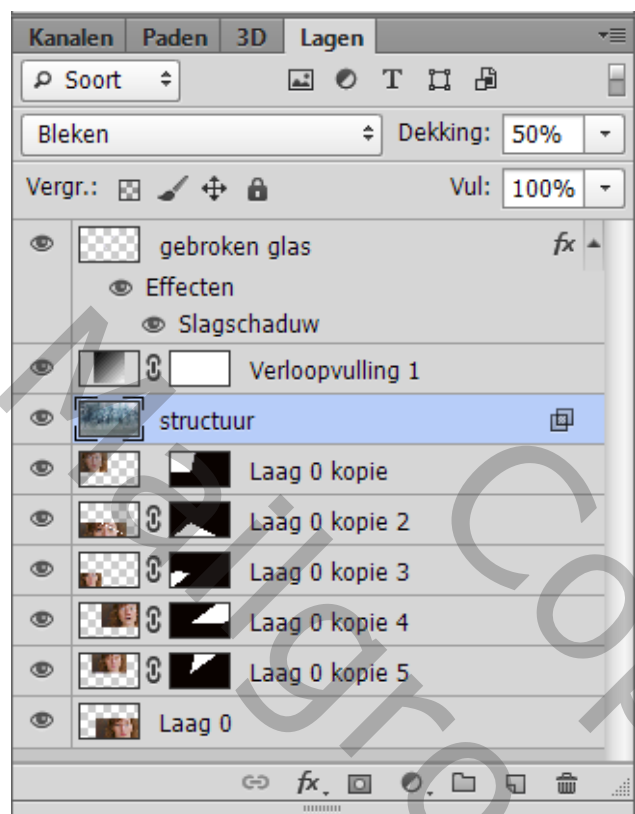 Kanalen Paden 3D Lagen
Soort
Bleken Dekking: 50%
Vergr.: Vul: 100%
gebroken glas fx
Effecten
Slagschaduw
Verloopvulling 1
structuur
Laag 0 kopie
Laag 0 kopie 2
Laag 0 kopie 3
Laag 0 kopie 4
Laag 0 kopie 5
Laag 0
fx